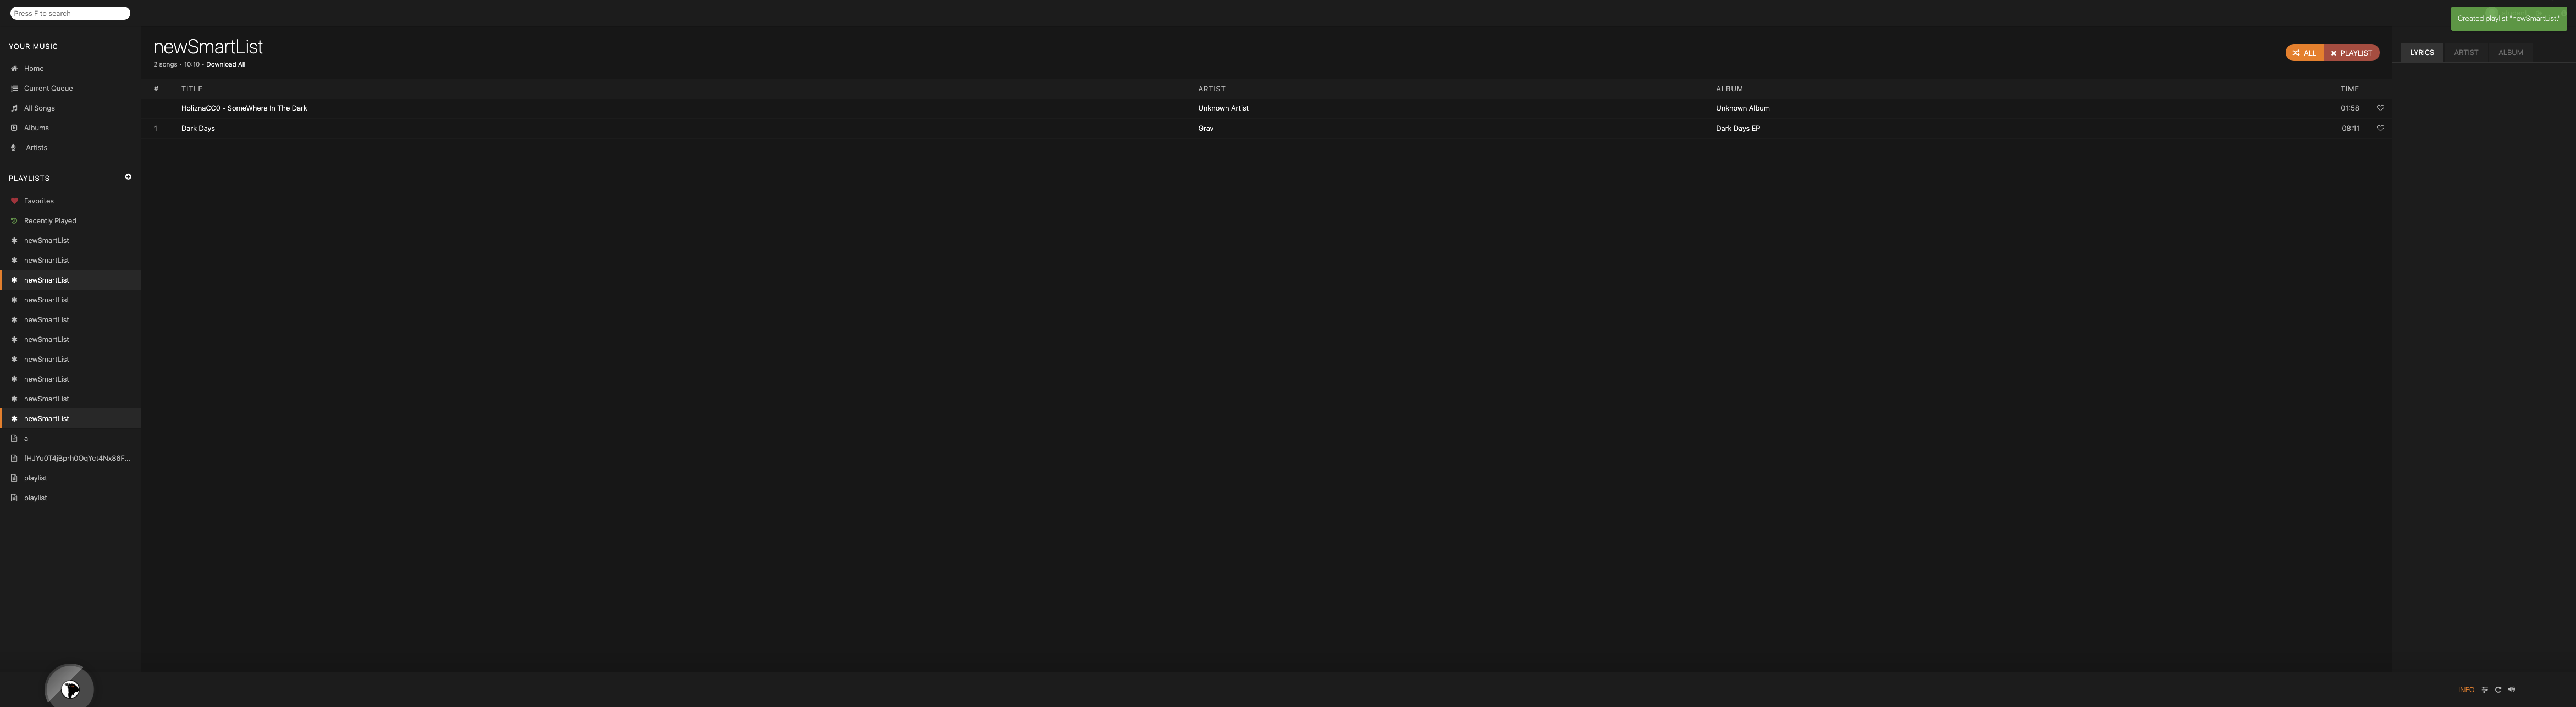 Press F to search
Created playlist "newSmartList."
YOUR MUSIC
Home
Current Queue
All Songs
Albums
Artists
PLAYLISTS
Favorites
Recently Played
newSmartList
newSmartList
newSmartList
newSmartList
newSmartList
newSmartList
newSmartList
newSmartList
newSmartList
newSmartList
a
fHJYu0T4jBprh0OqYct4Nx86F...
playlist
playlist
newSmartList
2 songs • 10:10 • Download All
ALL PLAYLIST
# TITLE ARTIST ALBUM TIME
HoliznaCC0 - SomeWhere In The Dark Unknown Artist Unknown Album 01:58
1 Dark Days Grav Dark Days EP 08:11
LYRICS ARTIST ALBUM
INFO